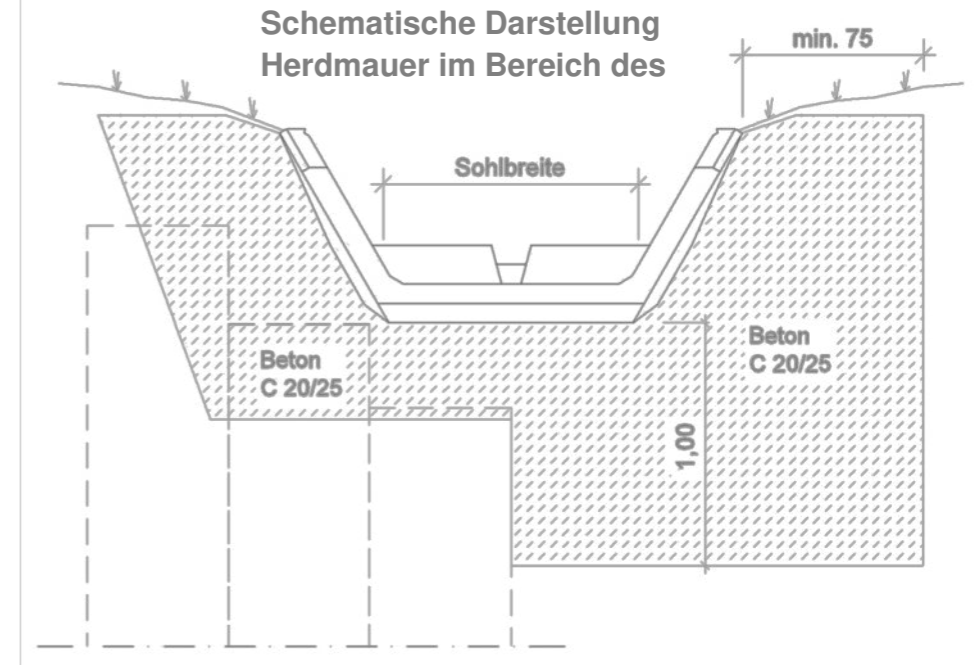 Schematische Darstellung
Herdmauer im Bereich des
min. 75
Sohlbreite
Beton
C 20/25
Beton
C 20/25
1,00